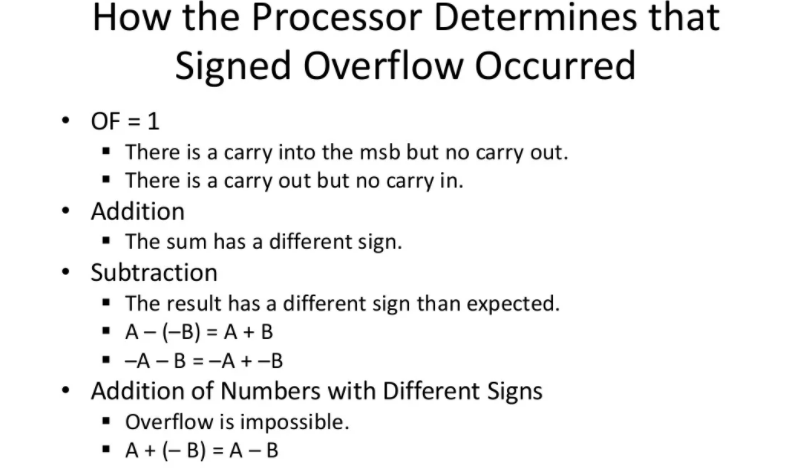 How the Processor Determines that
Signed Overflow Occurred
• OF = 1
▪ There is a carry into the msb but no carry out.
▪ There is a carry out but no carry in.
• Addition
▪ The sum has a different sign.
• Subtraction
▪ The result has a different sign than expected.
▪ A – (–B) = A + B
▪ –A – B = –A + –B
• Addition of Numbers with Different Signs
▪ Overflow is impossible.
▪ A + (– B) = A – B